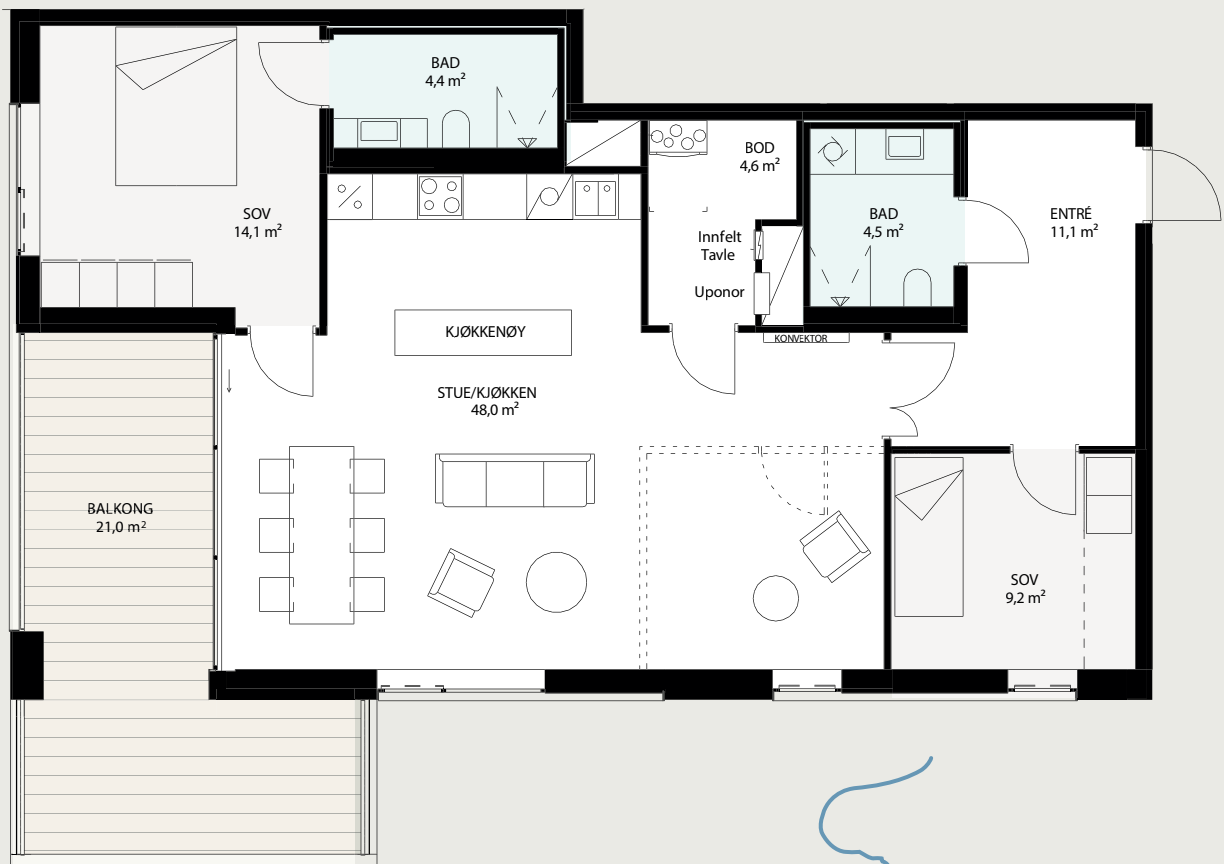 BAD
4,4 m²
BOD
4,6 m²
SOV
14,1 m²
BAD
4,5 m²
ENTRÉ
11,1 m²
Innfelt
Tavle
Uponor
KJØKKENØY
KONVEKTOR
STUE/KJØKKEN
48,0 m²
BALKONG
21,0 m²
SOV
9,2 m²